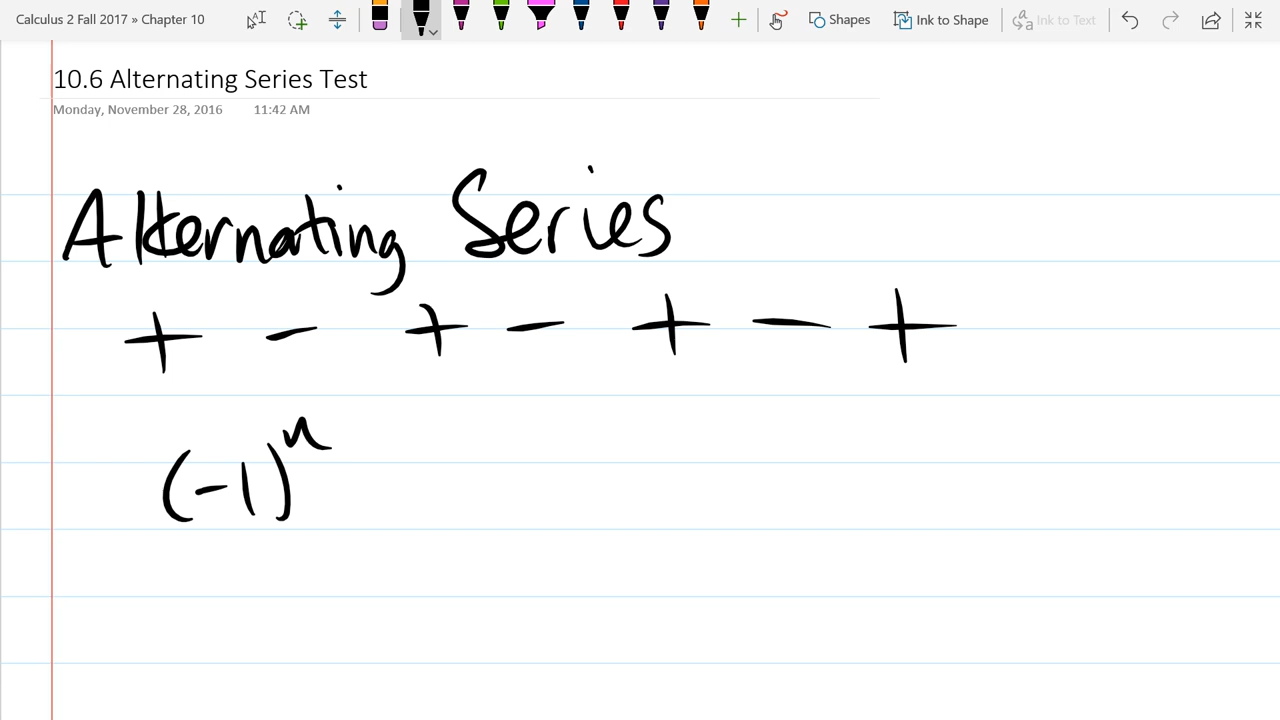 Calculus 2 Fall 2017 » Chapter 10
Shapes
Ink to Shape
Ink to Text
10.6 Alternating Series Test
Monday, November 28, 2016 11:42 AM
Alternating Series
+ − + − + − +
(-1)^n